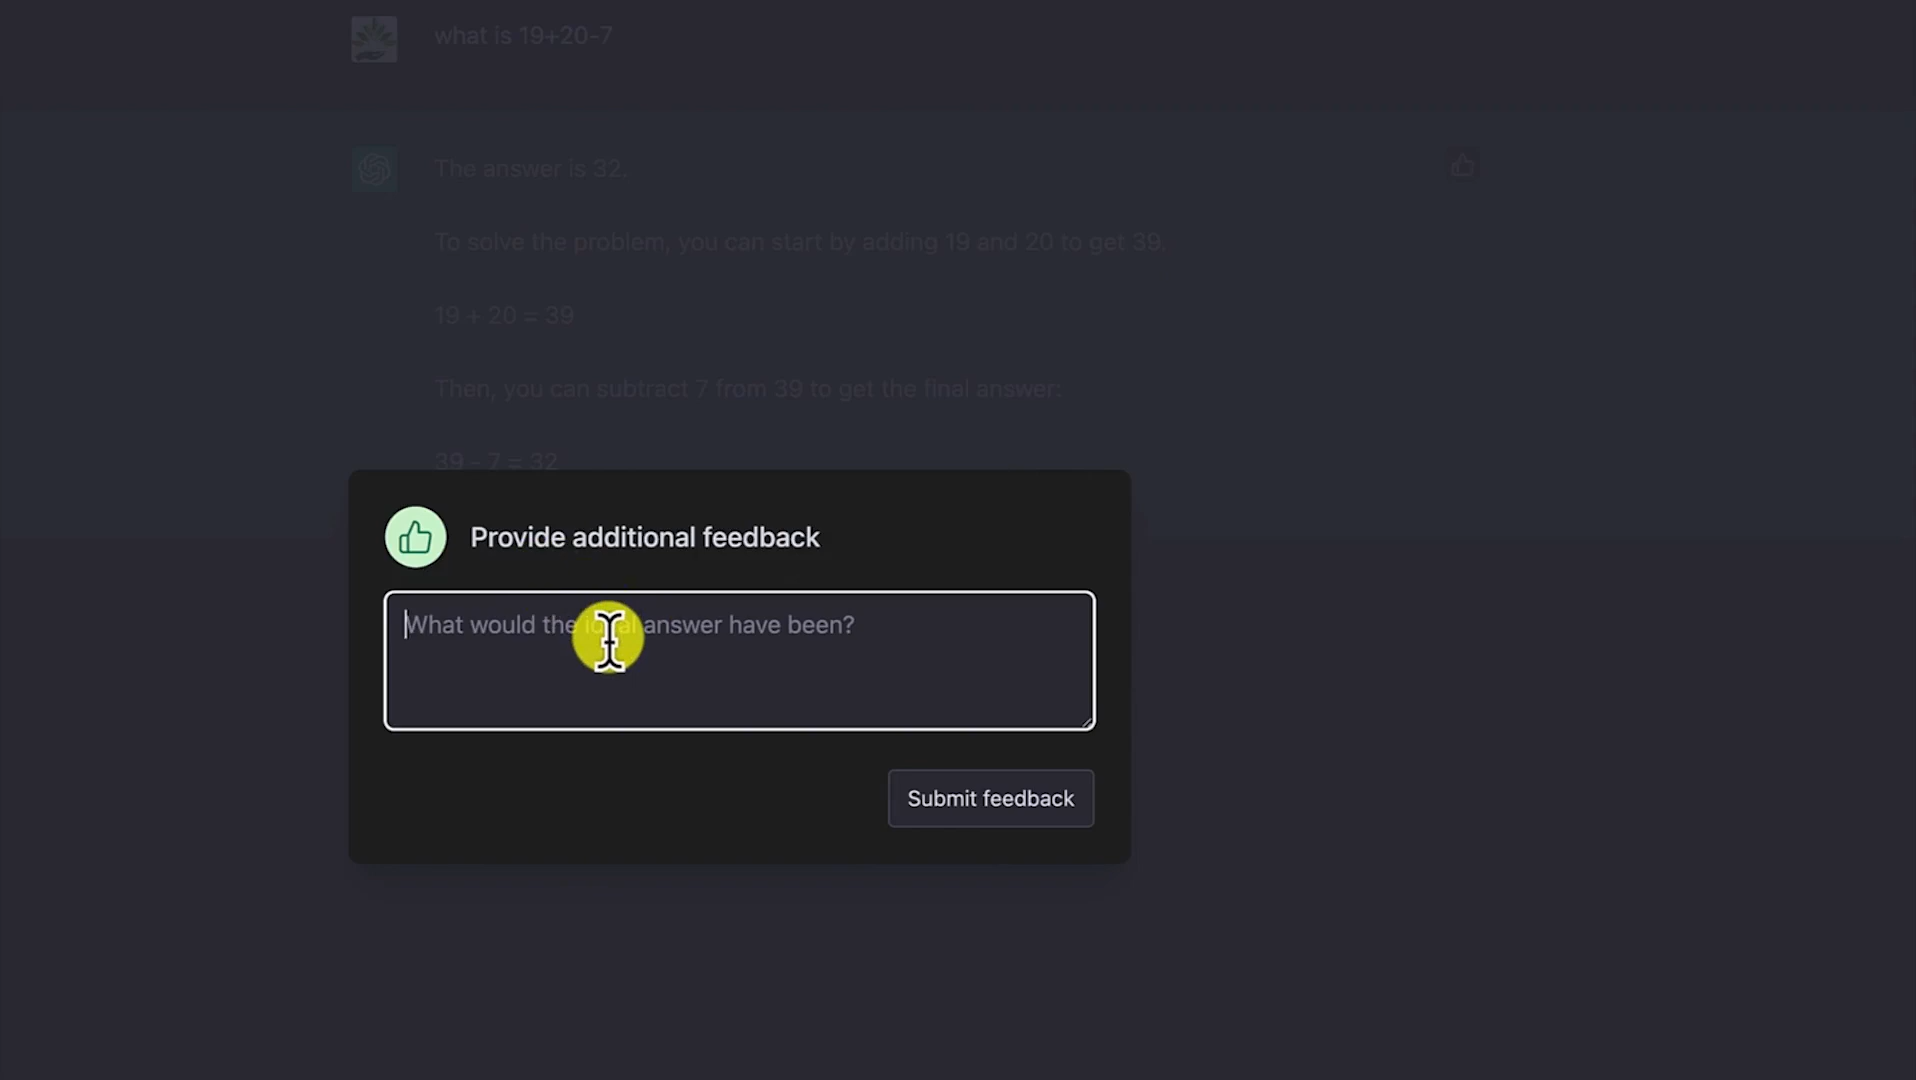 what is 19+20-7
The answer is 32.
To solve the problem, you can start by adding 19 and 20 to get 39.
19 + 20 = 39
Then, you can subtract 7 from 39 to get the final answer:
39 - 7 = 32
Provide additional feedback
What would the ideal answer have been?
Submit feedback